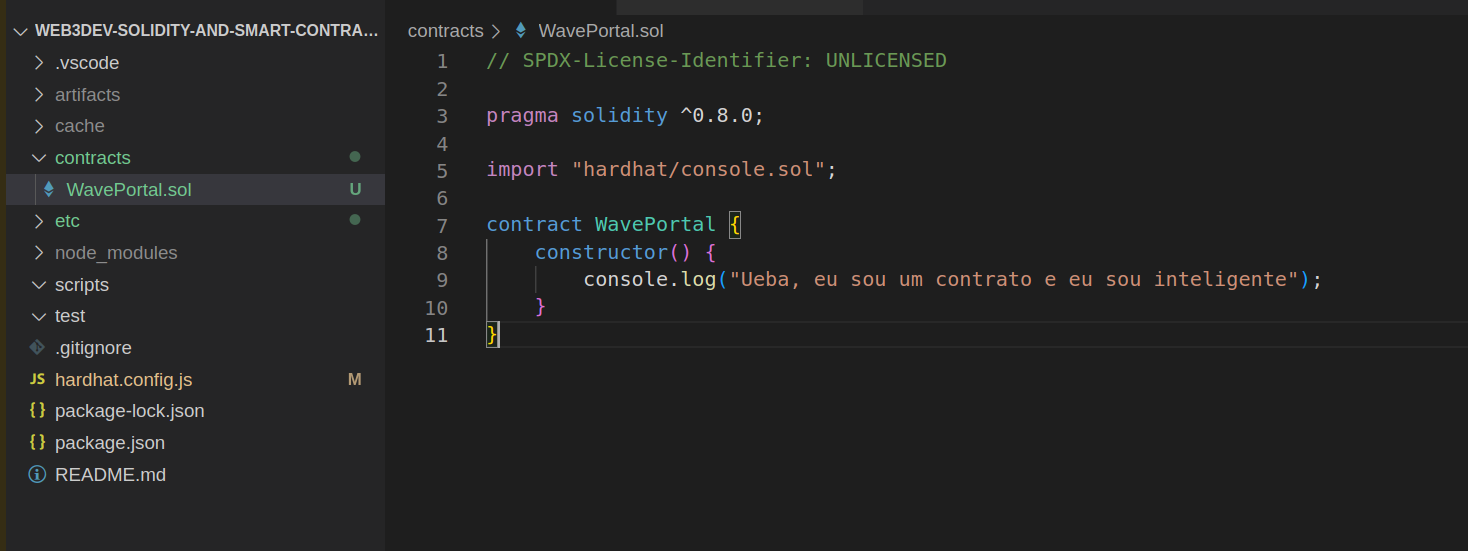 WEB3DEV-SOLIDITY-AND-SMART-CONTRA...
.vscode
artifacts
cache
contracts
WavePortal.sol U
etc
node_modules
scripts
test
.gitignore
JS hardhat.config.js M
{} package-lock.json
{} package.json
README.md
contracts > WavePortal.sol
1 // SPDX-License-Identifier: UNLICENSED
2
3 pragma solidity ^0.8.0;
4
5 import "hardhat/console.sol";
6
7 contract WavePortal {
8     constructor() {
9         console.log("Ueba, eu sou um contrato e eu sou inteligente");
10     }
11 }